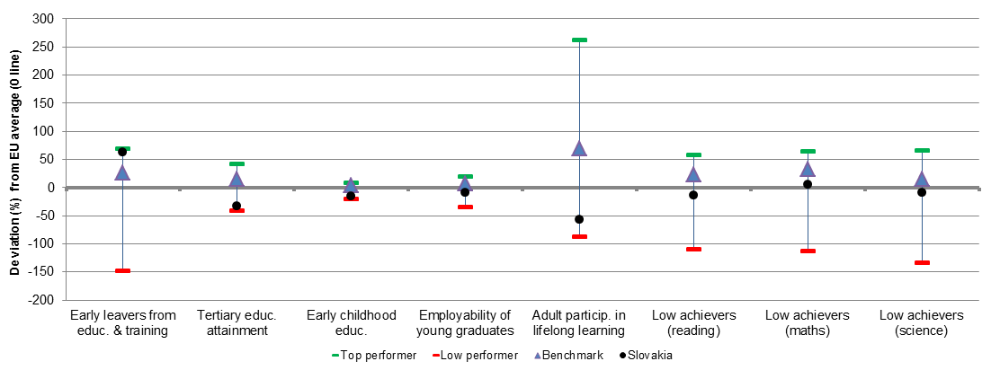 300
250
200
150
100
50
0
-50
-100
-150
-200
Deviation (%) from EU average (0 line)
Early leavers from
educ. & training
Tertiary educ.
attainment
Early childhood
educ.
Employability of
young graduates
Adult particip. in
lifelong learning
Low achievers
(reading)
Low achievers
(maths)
Low achievers
(science)
Top performer
Low performer
Benchmark
Slovakia